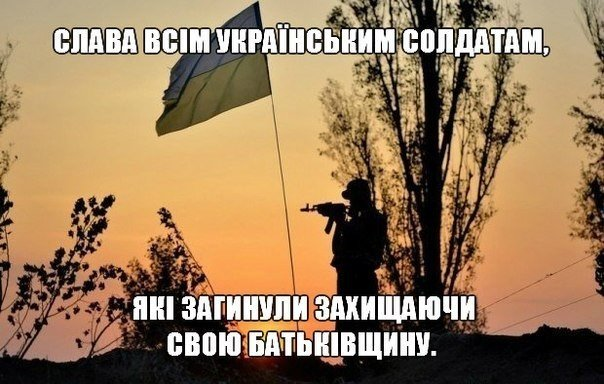 СЛАВА ВСІМ УКРАЇНСЬКИМ СОЛДАТАМ,
ЯКІ ЗАГИНУЛИ ЗАХИЩАЮЧИ
СВОЮ БАТЬКІВЩИНУ.